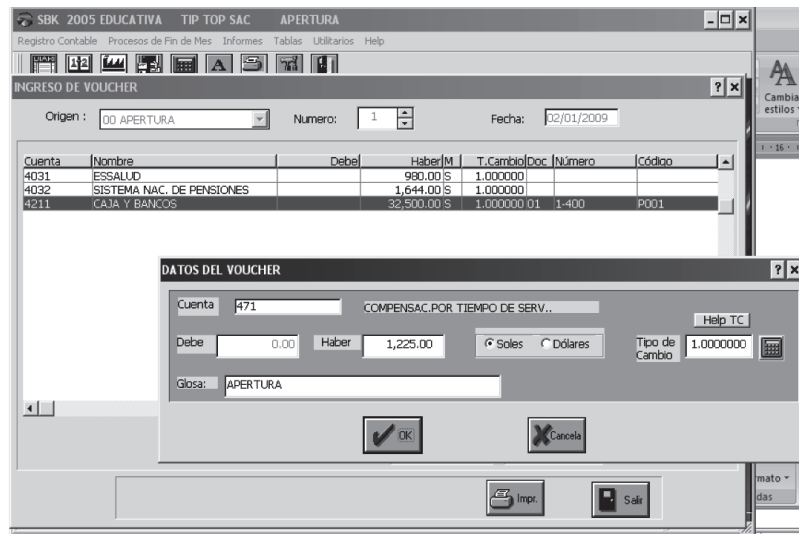 SBK 2005 EDUCATIVA TIP TOP SAC APERTURA
Registro Contable Procesos de Fin de Mes Informes Tablas Utilitarios Help
INGRESO DE VOUCHER
Origen : 00 APERTURA Numero: 1 Fecha: 02/01/2009
Cuenta Nombre Debe Haber M T.Cambio Doc Número Código
4031 ESSALUD 980.00 S 1.000000
4032 SISTEMA NAC. DE PENSIONES 1,644.00 S 1.000000
4211 CAJA Y BANCOS 32,500.00 S 1.000000 01 1-400 P001
DATOS DEL VOUCHER
Cuenta 471 COMPENSAC.POR TIEMPO DE SERV..
Help TC
Debe 0.00 Haber 1,225.00 Soles Dólares Tipo de Cambio 1.0000000
Glosa: APERTURA
OK Cancela
Impr. Salir
Cambia
estilos
16
mato
das